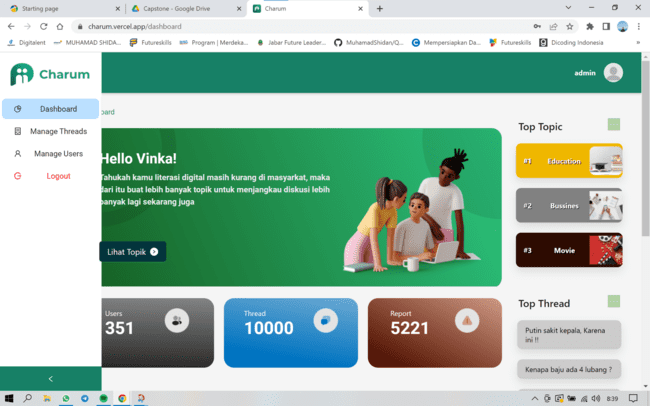 Starting page
Capstone - Google Drive
Charum
charum.vercel.app/dashboard
Digitalent
MUHAMAD SHIDA...
Futureskills
Program | Merdeka...
Jabar Future Leader...
MuhamadShidan/Q...
Mempersiapkan Da...
Futureskills
Dicoding Indonesia
Charum
admin
Dashboard
Manage Threads
Manage Users
Logout
board
Hello Vinka!
Tahukah kamu literasi digital masih kurang di masyarkat, maka
dari itu buat lebih banyak topik untuk menjangkau diskusi lebih
banyak lagi sekarang juga
Lihat Topik
Users
351
Thread
10000
Report
5221
Top Topic
#1 Education
#2 Bussines
#3 Movie
Top Thread
Putin sakit kepala, Karena
ini !!
Kenapa baju ada 4 lubang ?
8:39